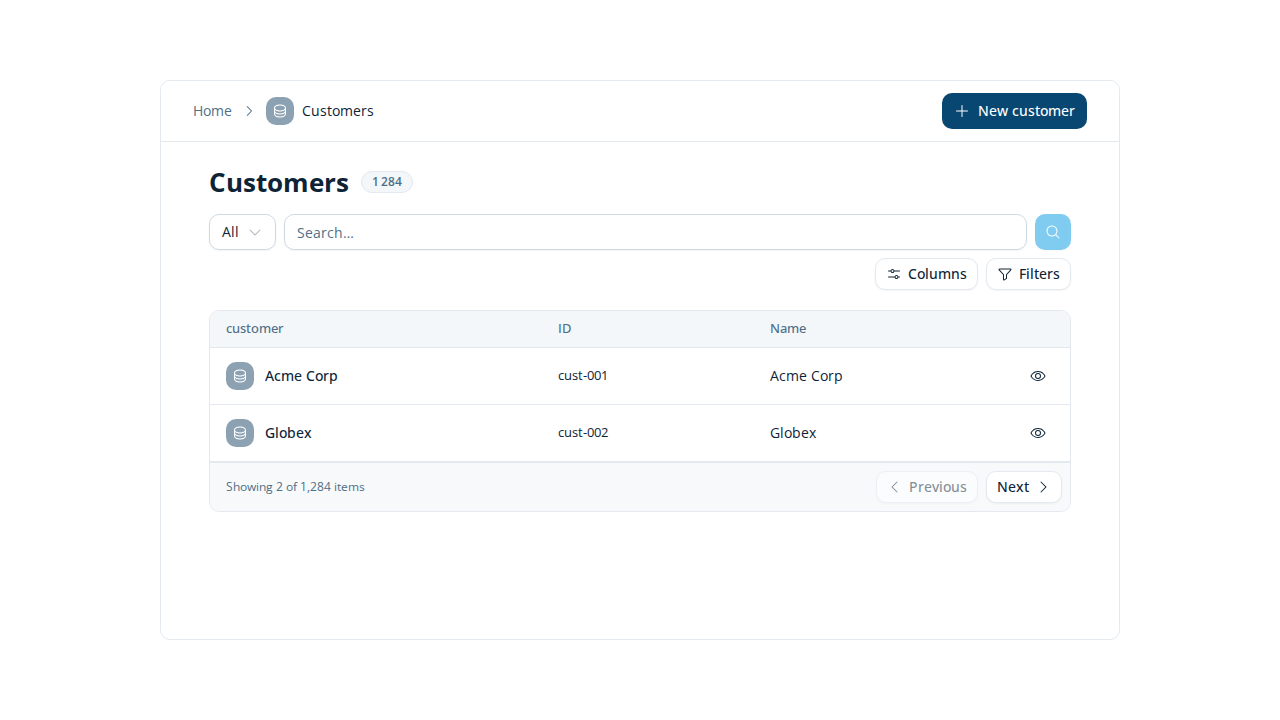 Home Customers New customer
Customers 1 284
All Search...
Columns Filters
customer ID Name
Acme Corp cust-001 Acme Corp
Globex cust-002 Globex
Showing 2 of 1,284 items Previous Next